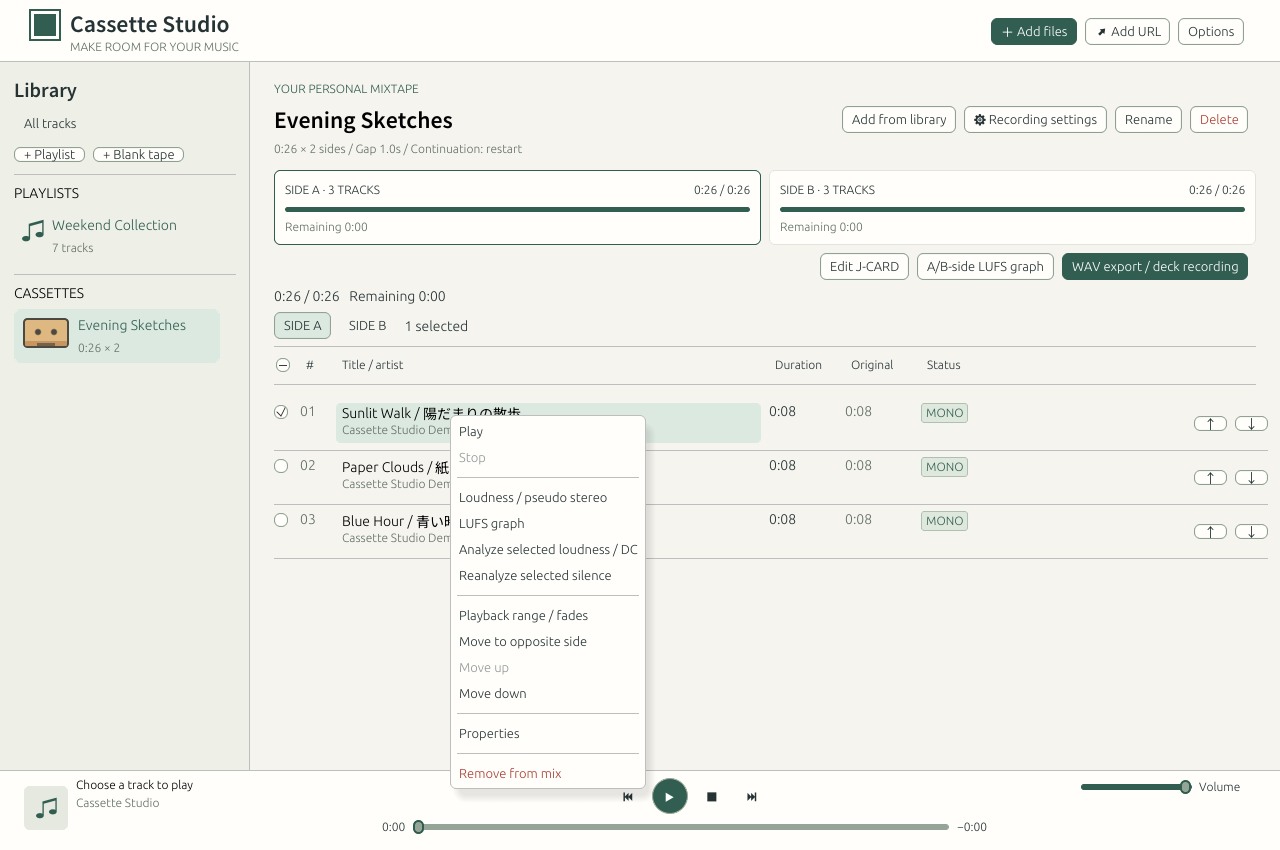 Cassette Studio
MAKE ROOM FOR YOUR MUSIC
+ Add files
Add URL
Options
Library
All tracks
+ Playlist
+ Blank tape
PLAYLISTS
Weekend Collection
7 tracks
CASSETTES
Evening Sketches
0:26 × 2
YOUR PERSONAL MIXTAPE
Evening Sketches
Add from library
Recording settings
Rename
Delete
0:26 × 2 sides / Gap 1.0s / Continuation: restart
SIDE A · 3 TRACKS 0:26 / 0:26
Remaining 0:00
SIDE B · 3 TRACKS 0:26 / 0:26
Remaining 0:00
Edit J-CARD
A/B-side LUFS graph
WAV export / deck recording
0:26 / 0:26 Remaining 0:00
SIDE A SIDE B 1 selected
# Title / artist Duration Original Status
01 Sunlit Walk / 陽だまりの散歩 0:08 0:08 MONO ↑ ↓
Cassette Studio Dem
02 Paper Clouds / 紙 0:08 0:08 MONO ↑ ↓
Cassette Studio Dem
03 Blue Hour / 青い 0:08 0:08 MONO ↑ ↓
Cassette Studio Dem
Play
Stop
Loudness / pseudo stereo
LUFS graph
Analyze selected loudness / DC
Reanalyze selected silence
Playback range / fades
Move to opposite side
Move up
Move down
Properties
Remove from mix
Choose a track to play
Cassette Studio
0:00
−0:00
Volume